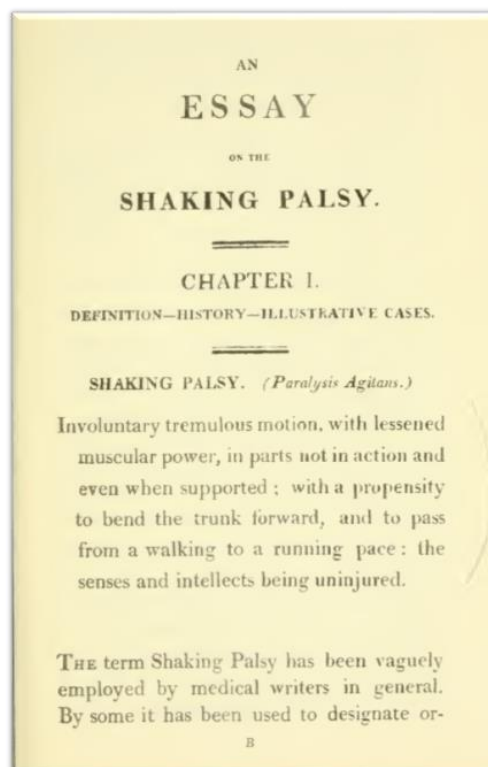 AN
ESSAY
ON THE
SHAKING PALSY.
CHAPTER I.
DEFINITION—HISTORY—ILLUSTRATIVE CASES.
SHAKING PALSY. (Paralysis Agitans.)
Involuntary tremulous motion, with lessened
muscular power, in parts not in action and
even when supported; with a propensity
to bend the trunk forward, and to pass
from a walking to a running pace: the
senses and intellects being uninjured.
THE term Shaking Palsy has been vaguely
employed by medical writers in general.
By some it has been used to designate or-
B